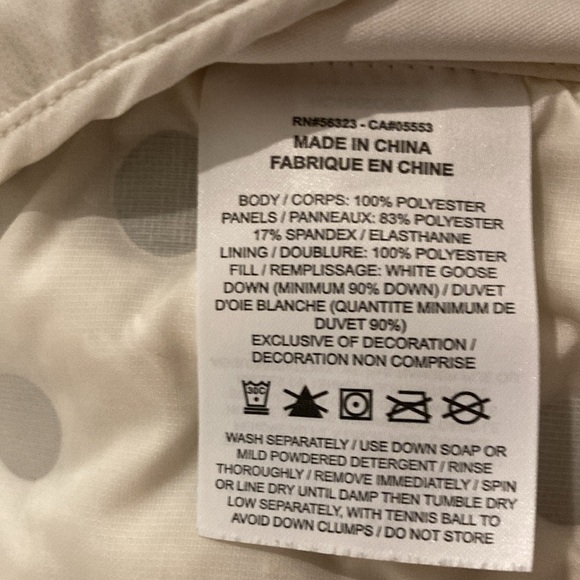 RN#56323 - CA#05553
MADE IN CHINA
FABRIQUE EN CHINE
BODY / CORPS: 100% POLYESTER
PANELS / PANNEAUX: 83% POLYESTER
17% SPANDEX / ELASTHANNE
LINING / DOUBLURE: 100% POLYESTER
FILL / REMPLISSAGE: WHITE GOOSE
DOWN (MINIMUM 90% DOWN) / DUVET
D'OIE BLANCHE (QUANTITE MINIMUM DE
DUVET 90%)
EXCLUSIVE OF DECORATION /
DECORATION NON COMPRISE
30C
WASH SEPARATELY / USE DOWN SOAP OR
MILD POWDERED DETERGENT / RINSE
THOROUGHLY / REMOVE IMMEDIATELY / SPIN
OR LINE DRY UNTIL DAMP THEN TUMBLE DRY
LOW SEPARATELY, WITH TENNIS BALL TO
AVOID DOWN CLUMPS / DO NOT STORE